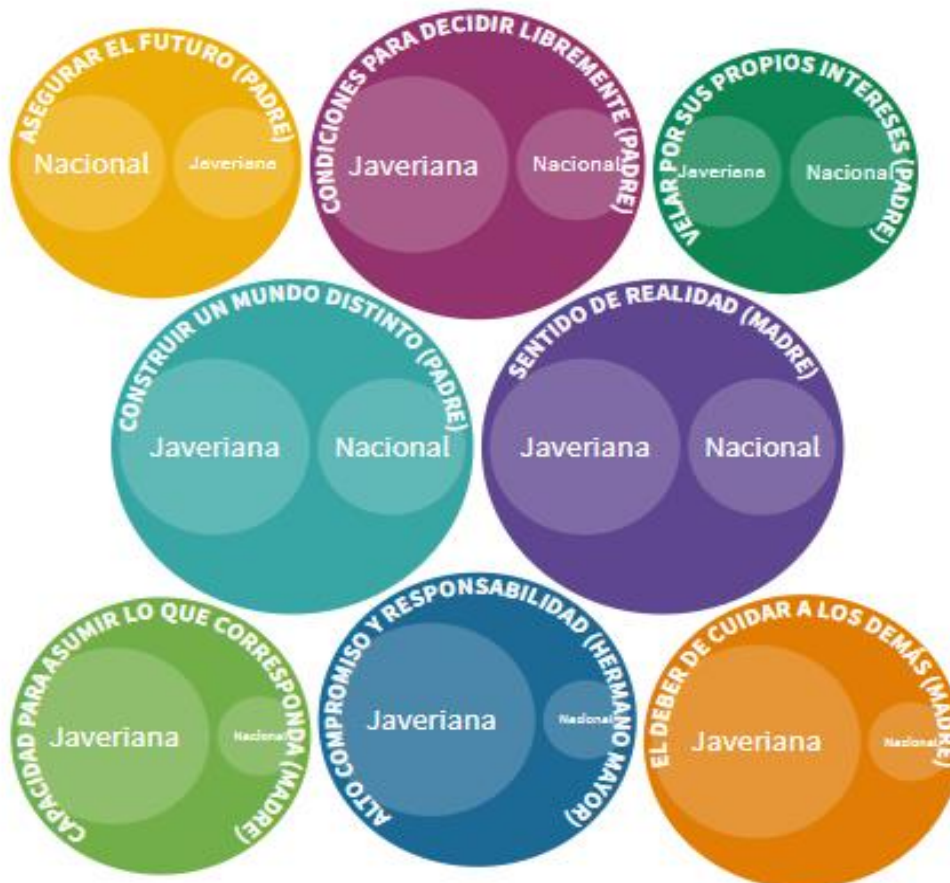 ASEGURAR EL FUTURO (PADRE)
Nacional
Javeriana
CONDICIONES PARA DECIDIR LIBREMENTE (PADRE)
Javeriana
Nacional
VELAR POR SUS PROPIOS INTERESES (PADRE)
Javeriana
Nacional
CONSTRUIR UN MUNDO DISTINTO (PADRE)
Javeriana
Nacional
SENTIDO DE REALIDAD (MADRE)
Javeriana
Nacional
CAPACIDAD PARA ASUMIR LO QUE CORRESPONDA (MADRE)
Javeriana
Nacional
ALTO COMPROMISO Y RESPONSABILIDAD (HERMANO MAYOR)
Javeriana
Nacional
EL DEBER DE CUIDAR A LOS DEMÁS (MADRE)
Javeriana
Nacional